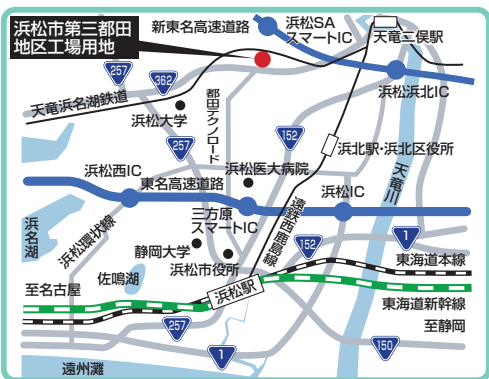 浜松市第三都田
地区工場用地
新東名高速道路
浜松SA
スマートIC
天竜二俣駅
257
362
天竜浜名湖鉄道
浜松大学
都田テクノロード
152
浜松浜北IC
257
浜北駅・浜北区役所
天竜川
浜松西IC
東名高速道路
浜松医大病院
浜松IC
三方原
スマートIC
遠鉄西鹿島線
浜名湖
浜松環状線
静岡大学
浜松市役所
152
1
東海道本線
佐鳴湖
至名古屋
浜松駅
東海道新幹線
至静岡
257
1
150
遠州灘